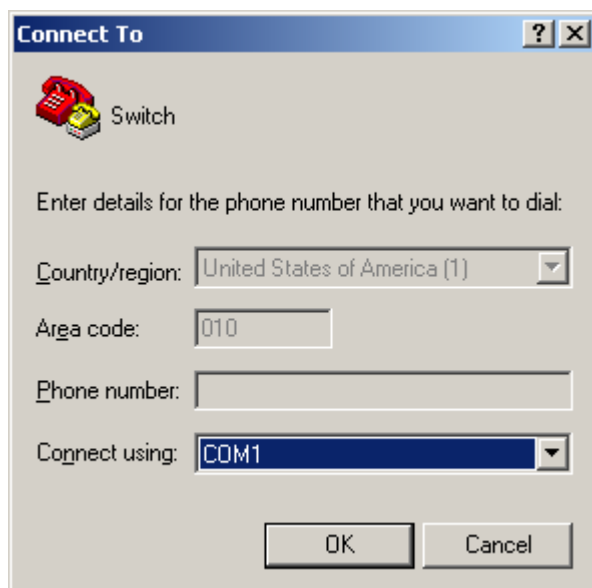 Connect To
Switch
Enter details for the phone number that you want to dial:
Country/region: United States of America (1)
Area code: 010
Phone number:
Connect using: COM1
OK Cancel